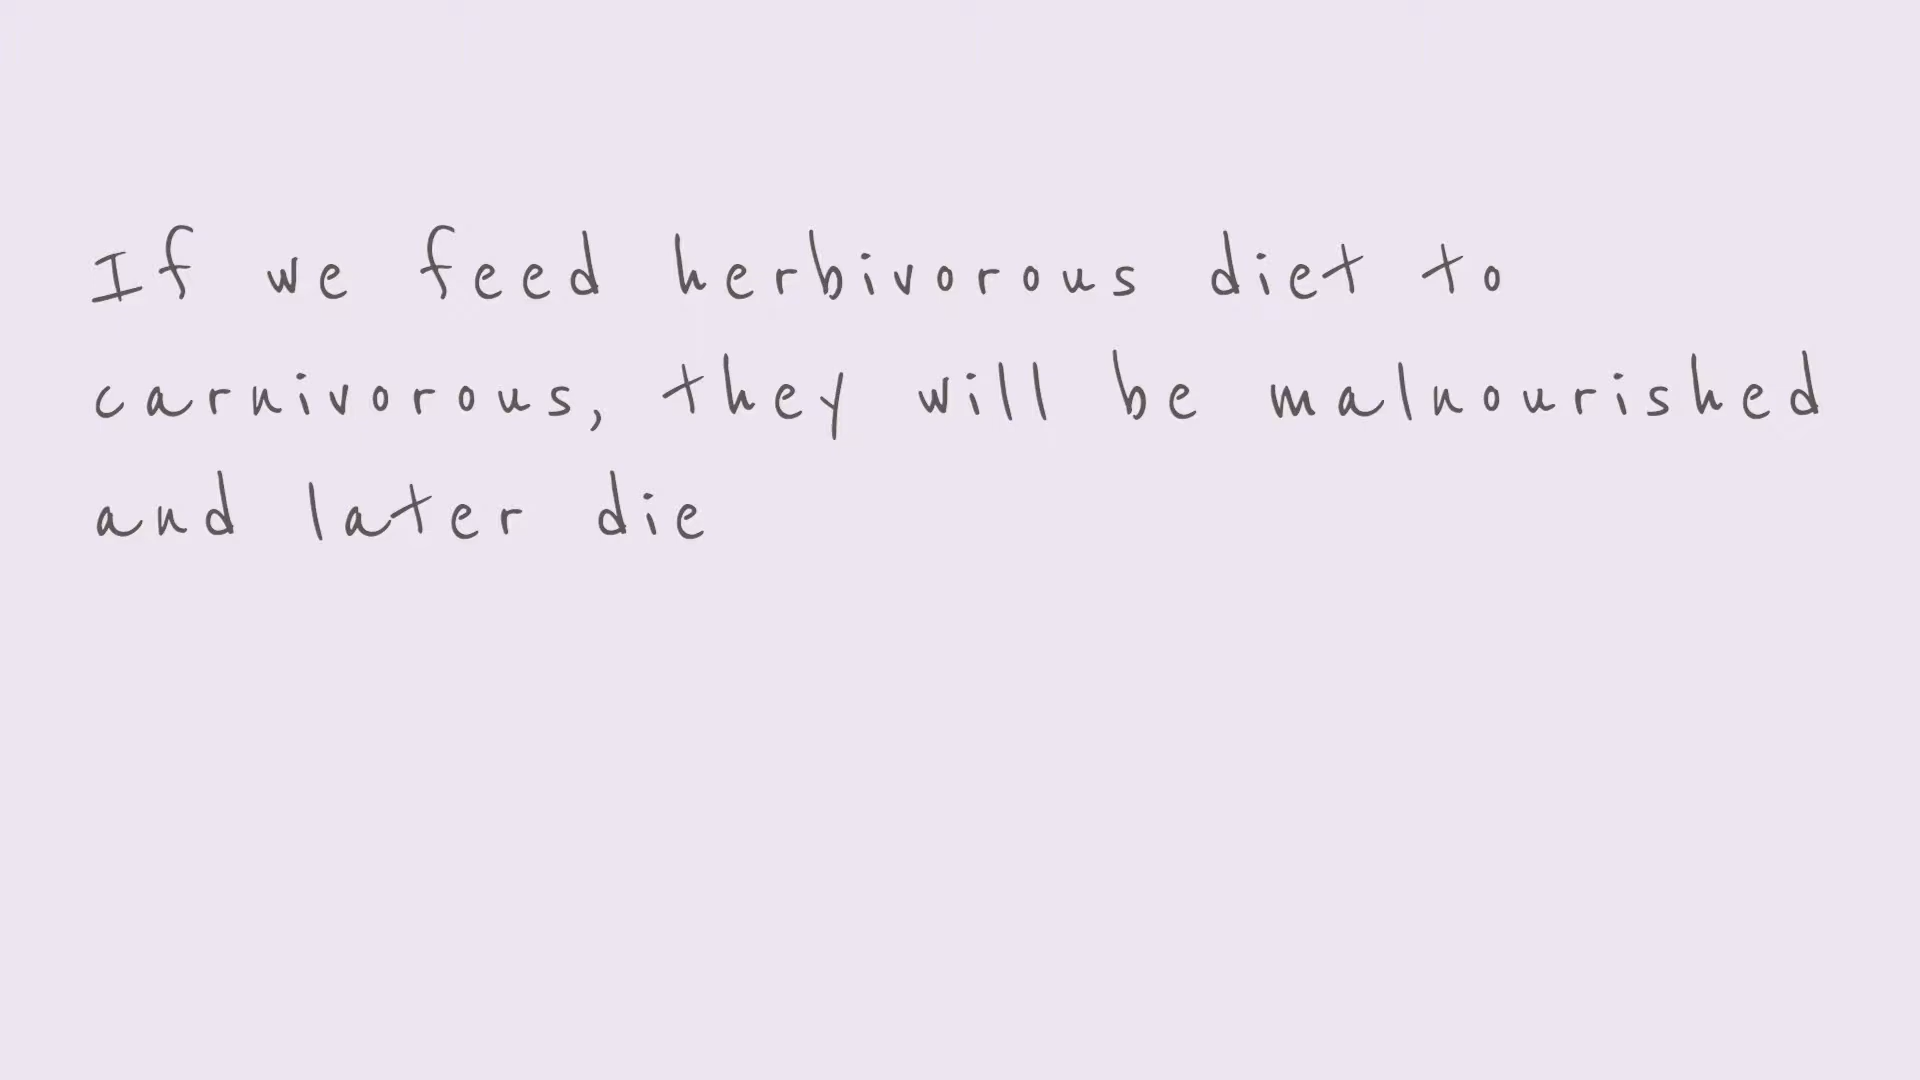 If we feed herbivorous diet to
carnivorous, they will be malnourished
and later die